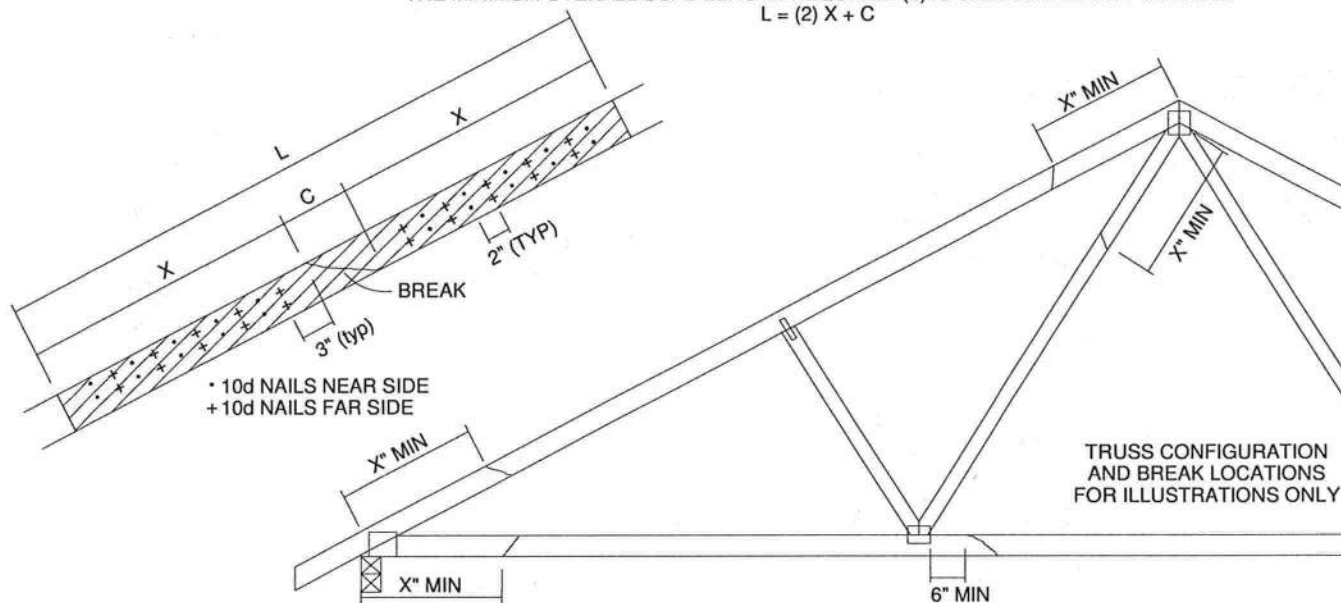 L = (2) X + C
L
X
C
X
BREAK
2" (TYP)
3" (typ)
• 10d NAILS NEAR SIDE
+ 10d NAILS FAR SIDE
X" MIN
X" MIN
X" MIN
X" MIN
6" MIN
TRUSS CONFIGURATION
AND BREAK LOCATIONS
FOR ILLUSTRATIONS ONLY